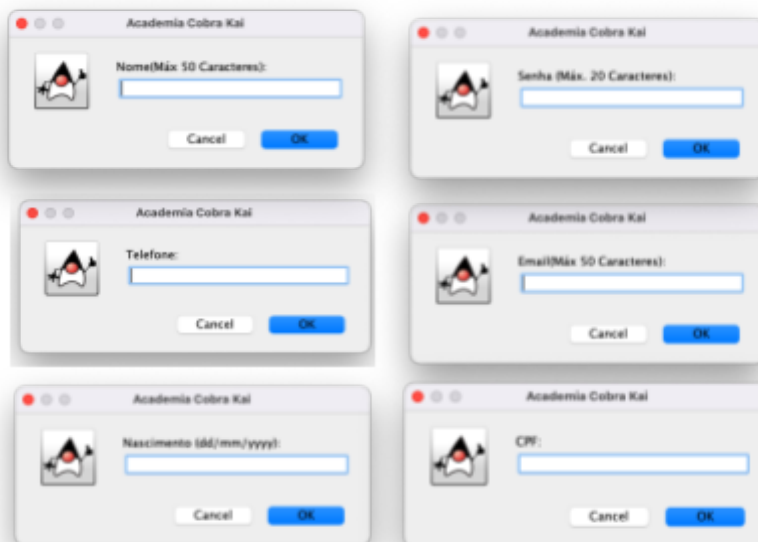 Academia Cobra Kai
Nome(Máx 50 Caracteres):
Cancel
OK
Academia Cobra Kai
Senha (Máx. 20 Caracteres):
Cancel
OK
Academia Cobra Kai
Telefone:
Cancel
OK
Academia Cobra Kai
Email(Máx 50 Caracteres):
Cancel
OK
Academia Cobra Kai
Nascimento (dd/mm/yyyy):
Cancel
OK
Academia Cobra Kai
CPF:
Cancel
OK